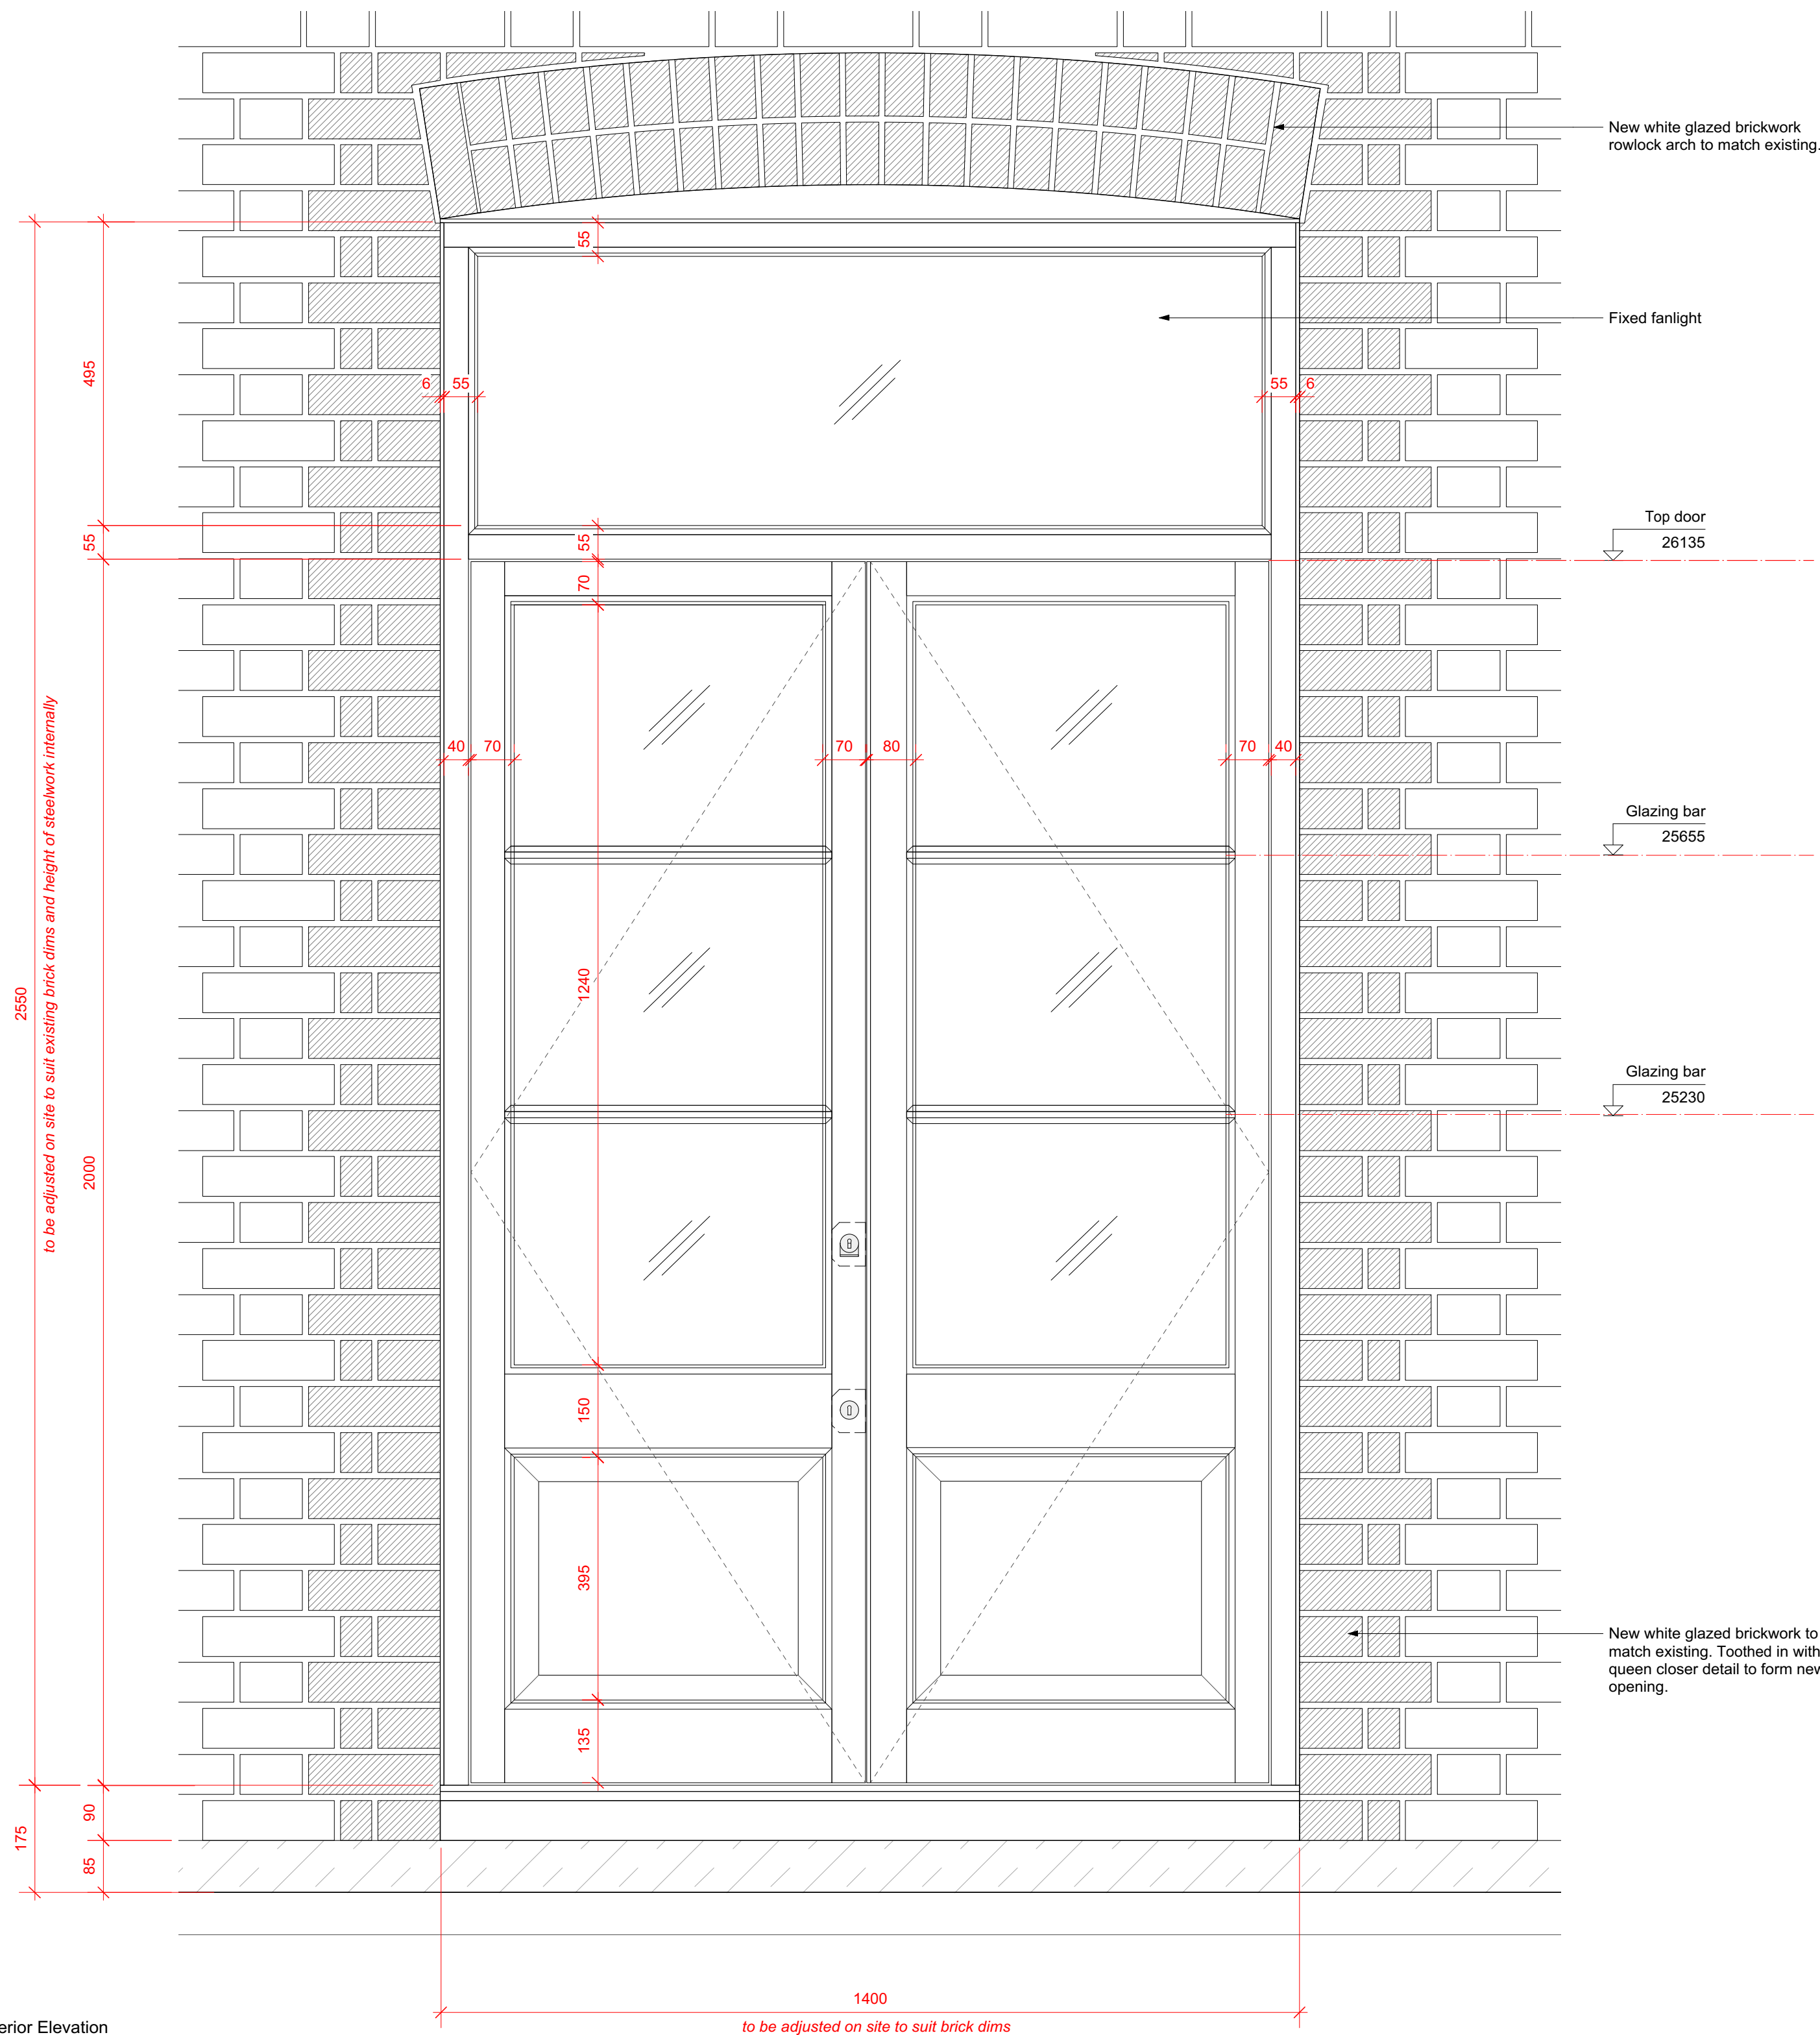 New white glazed brickwork
rowlock arch to match existing.
55
Fixed fanlight
495
6 55
55 6
Top door
26135
55
55
70
2550
to be adjusted on site to suit existing brick dims and height of steelwork internally
40 70
70 80
70 40
Glazing bar
25655
1240
Glazing bar
25230
2000
150
395
New white glazed brickwork to
match existing. Toothed in with
queen closer detail to form new
opening.
135
175
90
85
1400
to be adjusted on site to suit brick dims
erior Elevation